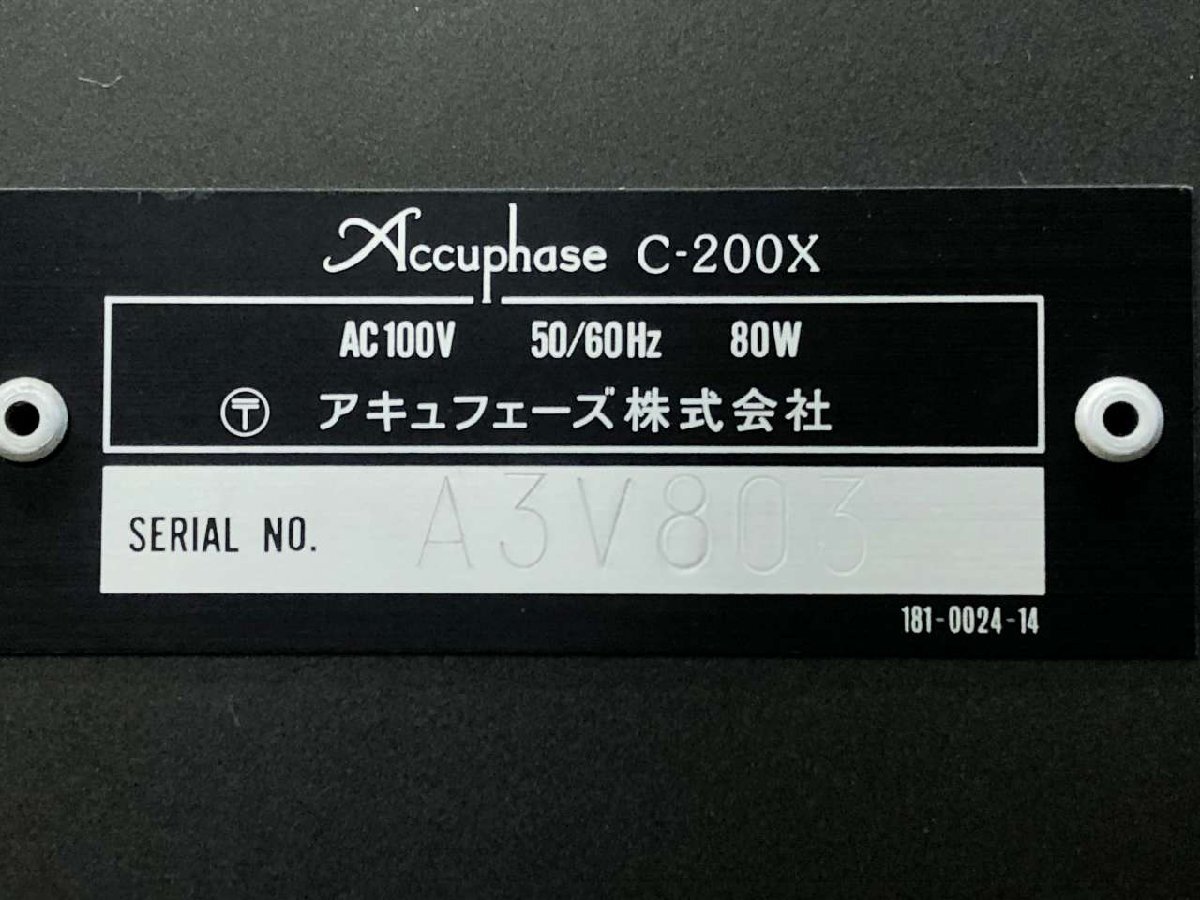 Accuphase C-200X
AC100V 50/60Hz 80W
〶 アキュフェーズ株式会社
SERIAL NO. A3V803
181-0024-14